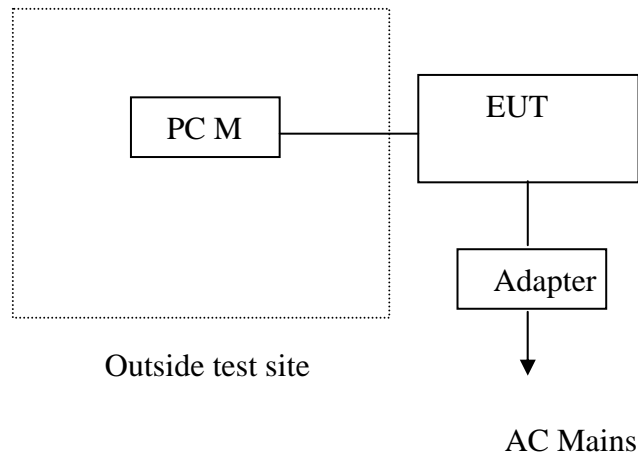 PC M
EUT
Adapter
Outside test site
AC Mains